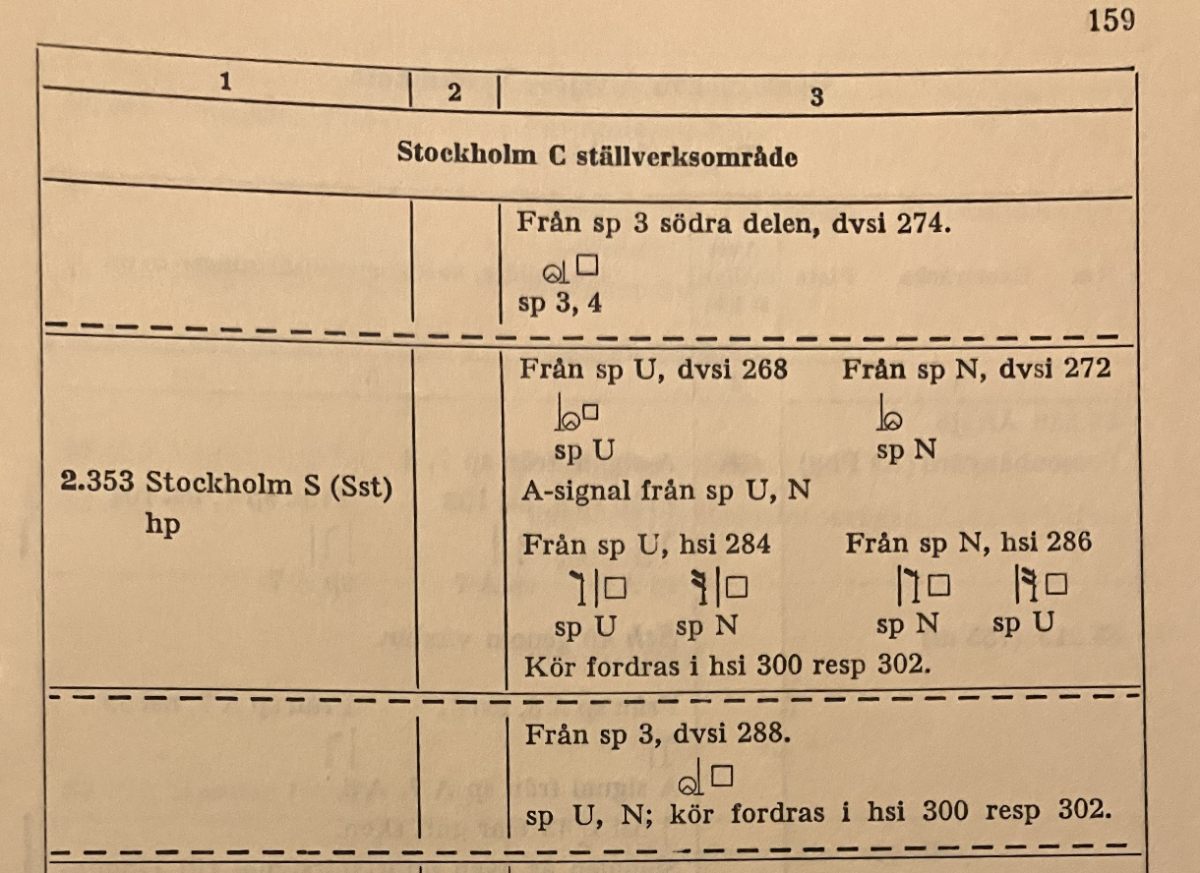 159
1 2 3
Stockholm C ställverksområde
Från sp 3 södra delen, dvsi 274.
sp 3, 4
Från sp U, dvsi 268 Från sp N, dvsi 272
sp U sp N
2.353 Stockholm S (Sst)
hp
A-signal från sp U, N
Från sp U, hsi 284 Från sp N, hsi 286
sp U sp N sp N sp U
Kör fordras i hsi 300 resp 302.
Från sp 3, dvsi 288.
sp U, N; kör fordras i hsi 300 resp 302.